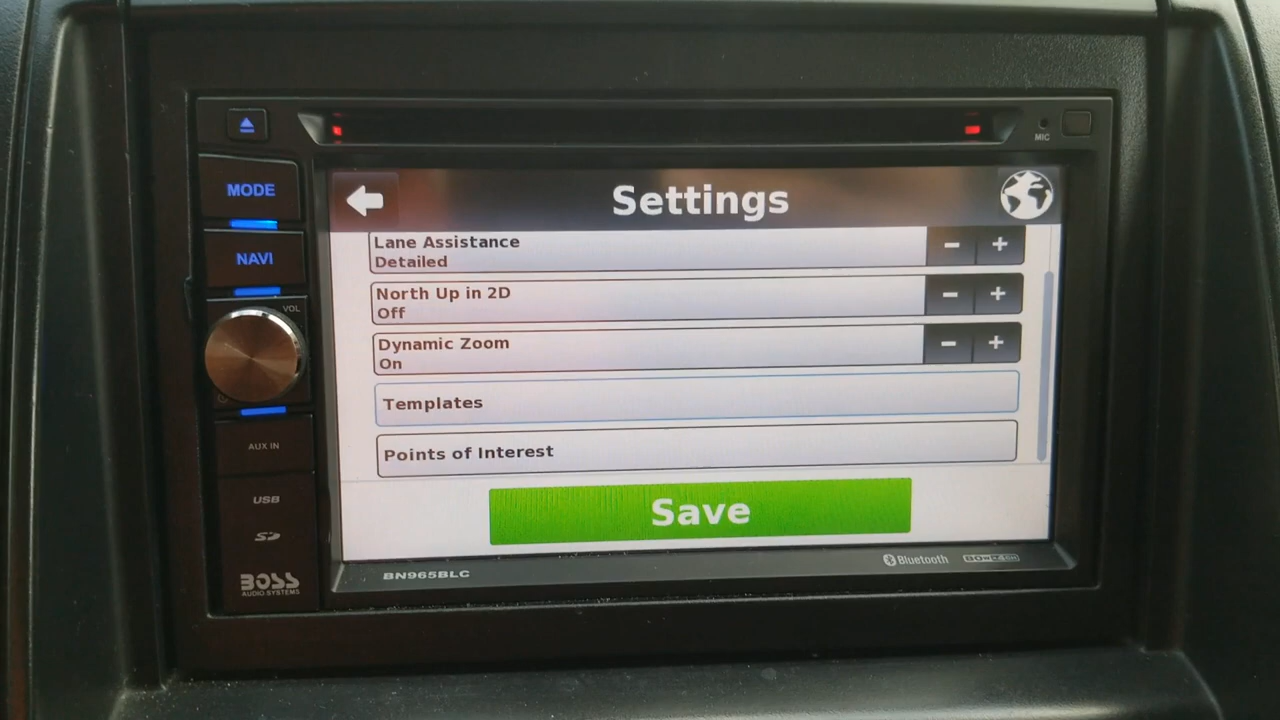 MIC
MODE
Settings
Lane Assistance
Detailed
NAVI
North Up in 2D
Off
VOL
Dynamic Zoom
On
Templates
AUX IN
Points of Interest
USB
Save
SD
BOSS
AUDIO SYSTEMS
BN965BLC
Bluetooth
80Wx4CH